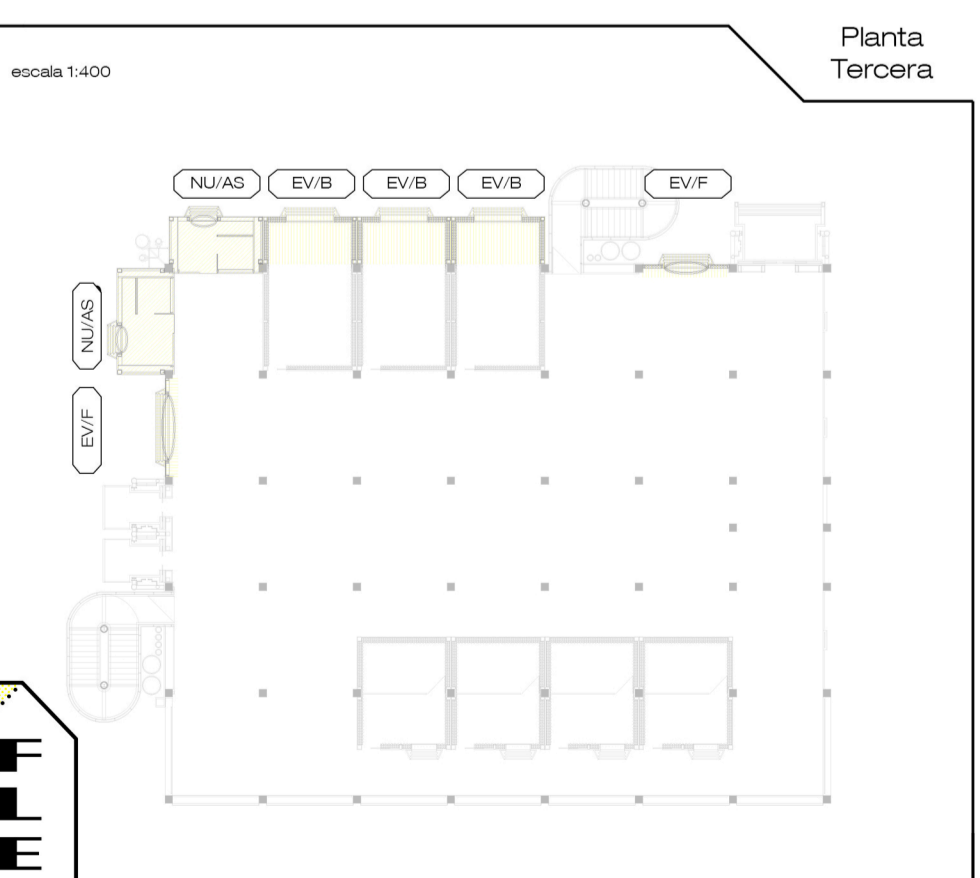 Planta
Tercera
escala 1:400
NU/AS
EV/B
EV/B
EV/B
EV/F
NU/AS
EV/F
F
L
E